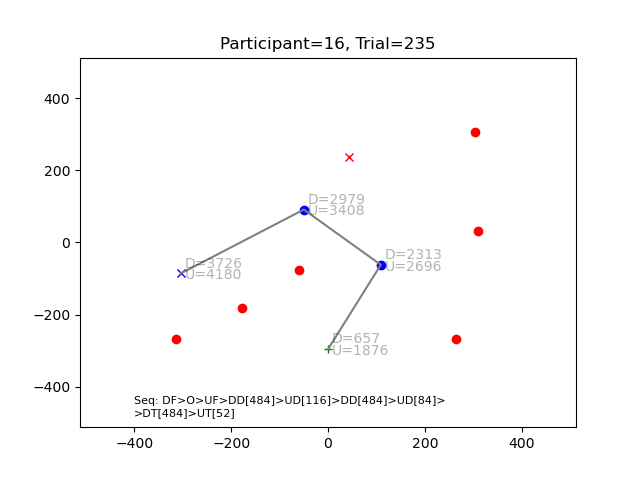 Participant=16, Trial=235
400
200
0
−200
−400
D=2979
U=3408
D=2313
U=2696
D=3726
U=4180
D=657
U=1876
Seq: DF>O>UF>DD[484]>UD[116]>DD[484]>UD[84]>
>DT[484]>UT[52]
−400 −200 0 200 400